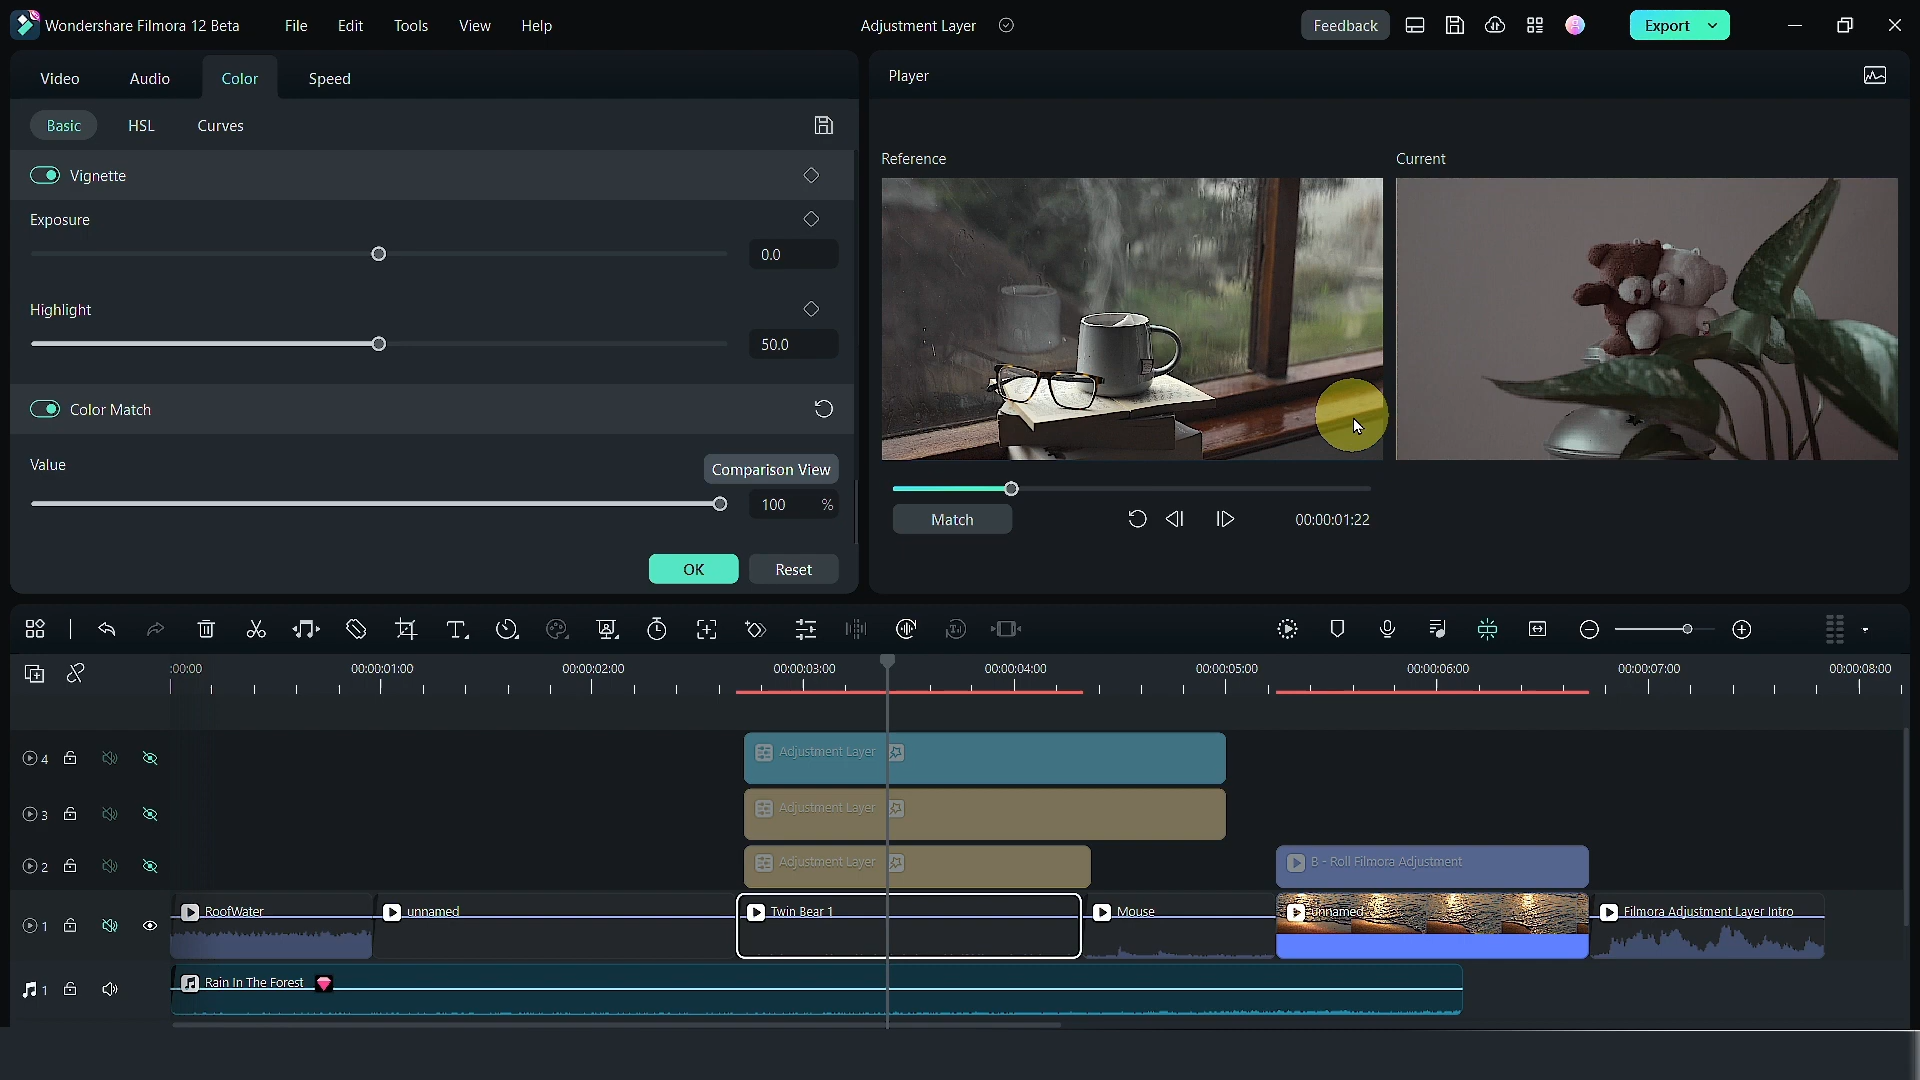 Wondershare Filmora 12 Beta File Edit Tools View Help Adjustment Layer Feedback Export
Video Audio Color Speed
Basic HSL Curves
Vignette
Exposure
0.0
Highlight
50.0
Color Match
Value
Comparison View
100 %
OK Reset
Player
Reference Current
Match 00:00:01:22
:00:00 00:00:01:00 00:00:02:00 00:00:03:00 00:00:04:00 00:00:05:00 00:00:06:00 00:00:07:00 00:00:08:00
4 Adjustment Layer
3 Adjustment Layer
2 Adjustment Layer B - Roll Filmora Adjustment
1 RoofWater unnamed Twin Bear 1 Mouse unnamed Filmora Adjustment Layer Intro
1 Rain In The Forest